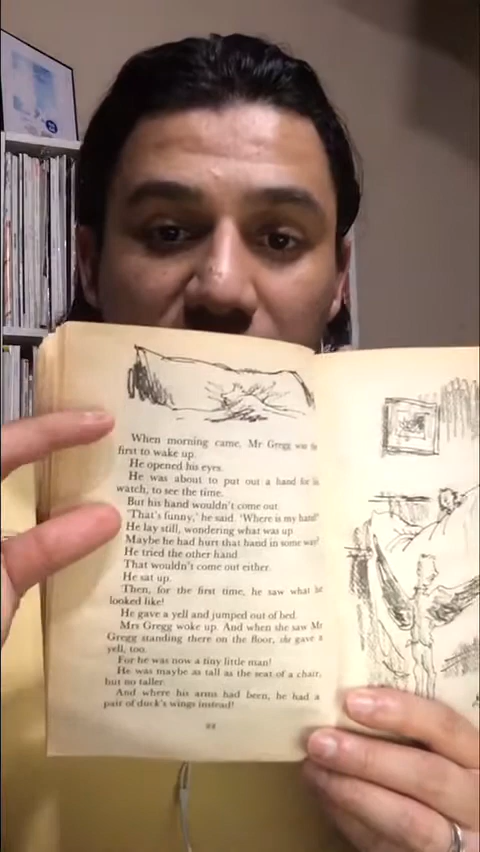 When morning came, Mr Gregg was the
first to wake up.
He opened his eyes.
He was about to put out a hand for his
watch, to see the time.
But his hand wouldn't come out.
'That's funny,' he said. 'Where is my hand?'
He lay still, wondering what was up.
Maybe he had hurt that hand in some way?
He tried the other hand.
That wouldn't come out either.
He sat up.
Then, for the first time, he saw what he
looked like!
He gave a yell and jumped out of bed.
Mrs Gregg woke up. And when she saw Mr
Gregg standing there on the floor, she gave a
yell, too.
For he was now a tiny little man!
He was maybe as tall as the seat of a chair,
but no taller.
And where his arms had been, he had a
pair of duck's wings instead!